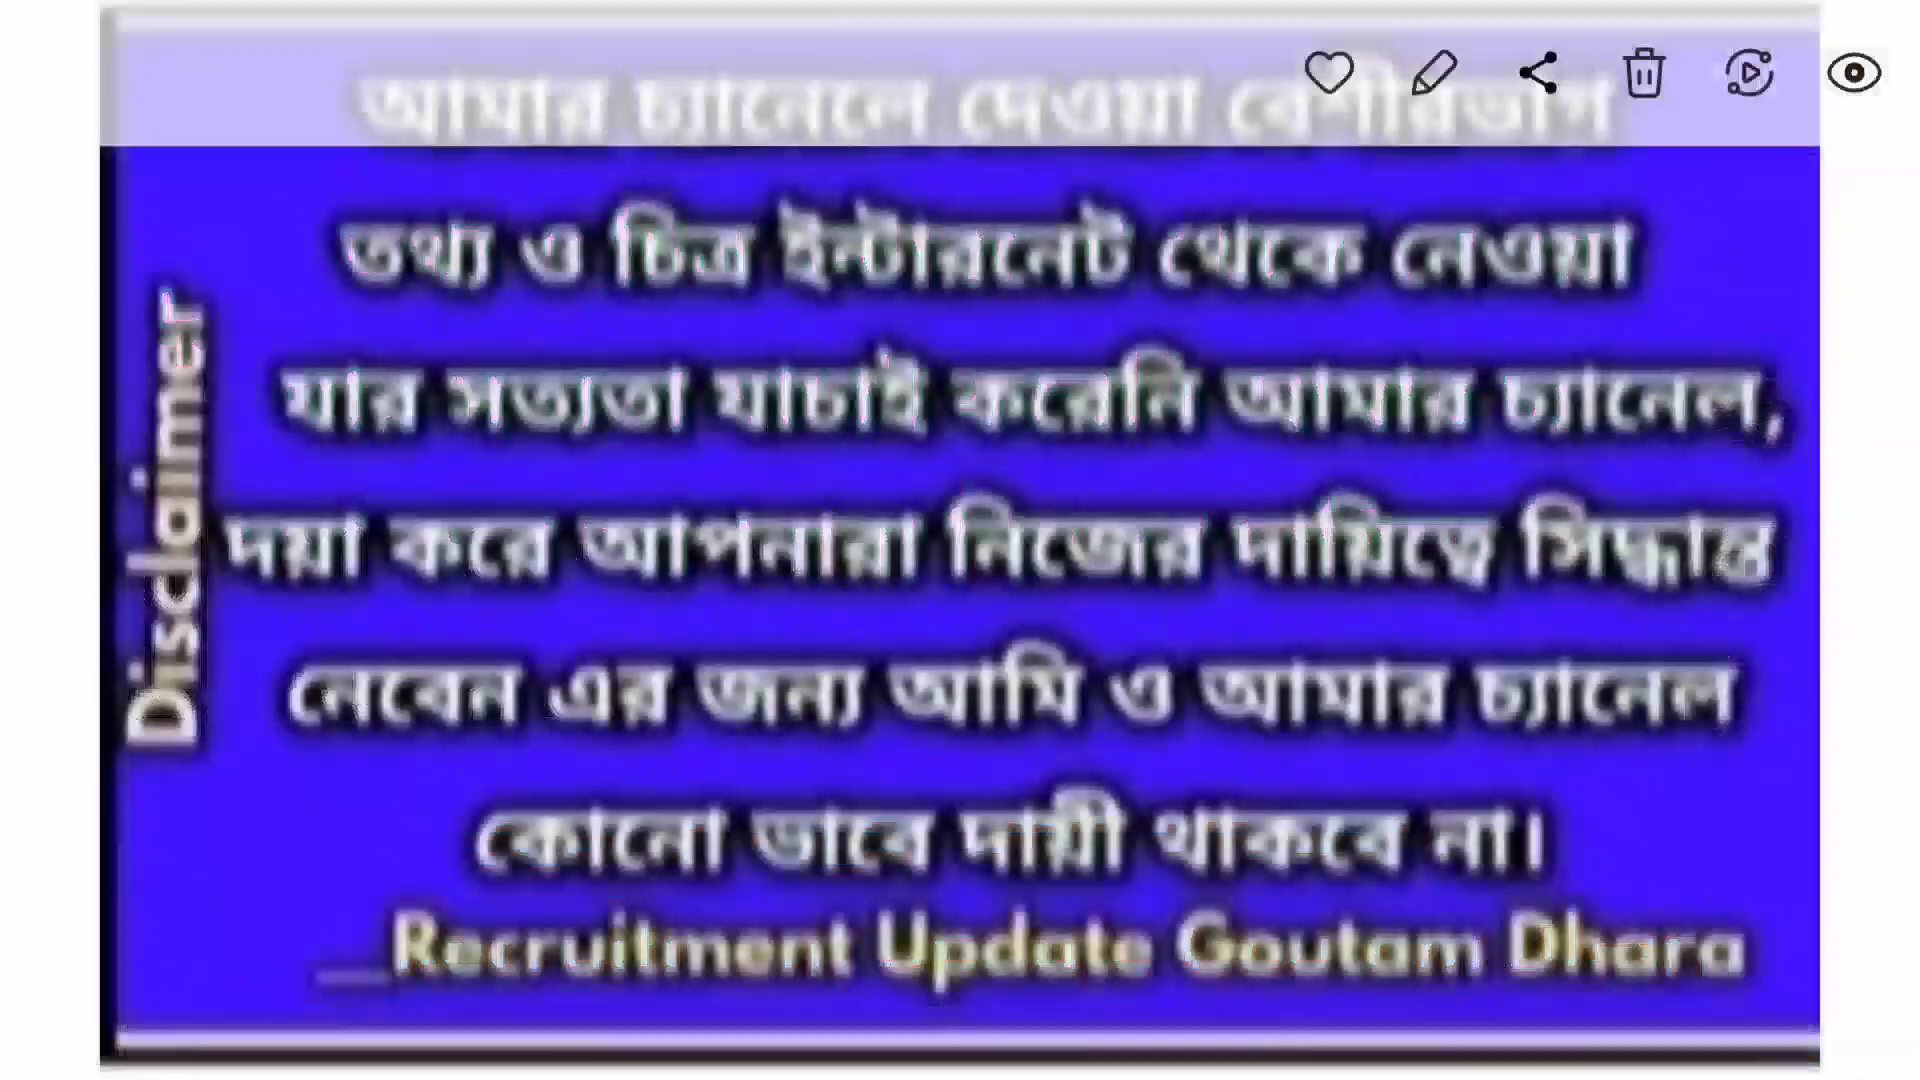 আমার চ্যানেলে দেওয়া বেশীরভাগ
তথ্য ও চিত্র ইন্টারনেট থেকে নেওয়া
যার সত্যতা যাচাই করেনি আমার চ্যানেল,
দয়া করে আপনারা নিজের দায়িত্বে সিদ্ধান্ত
নেবেন এর জন্য আমি ও আমার চ্যানেল
কোনো ভাবে দায়ী থাকবে না।
__Recruitment Update Goutam Dhara
Disclaimer